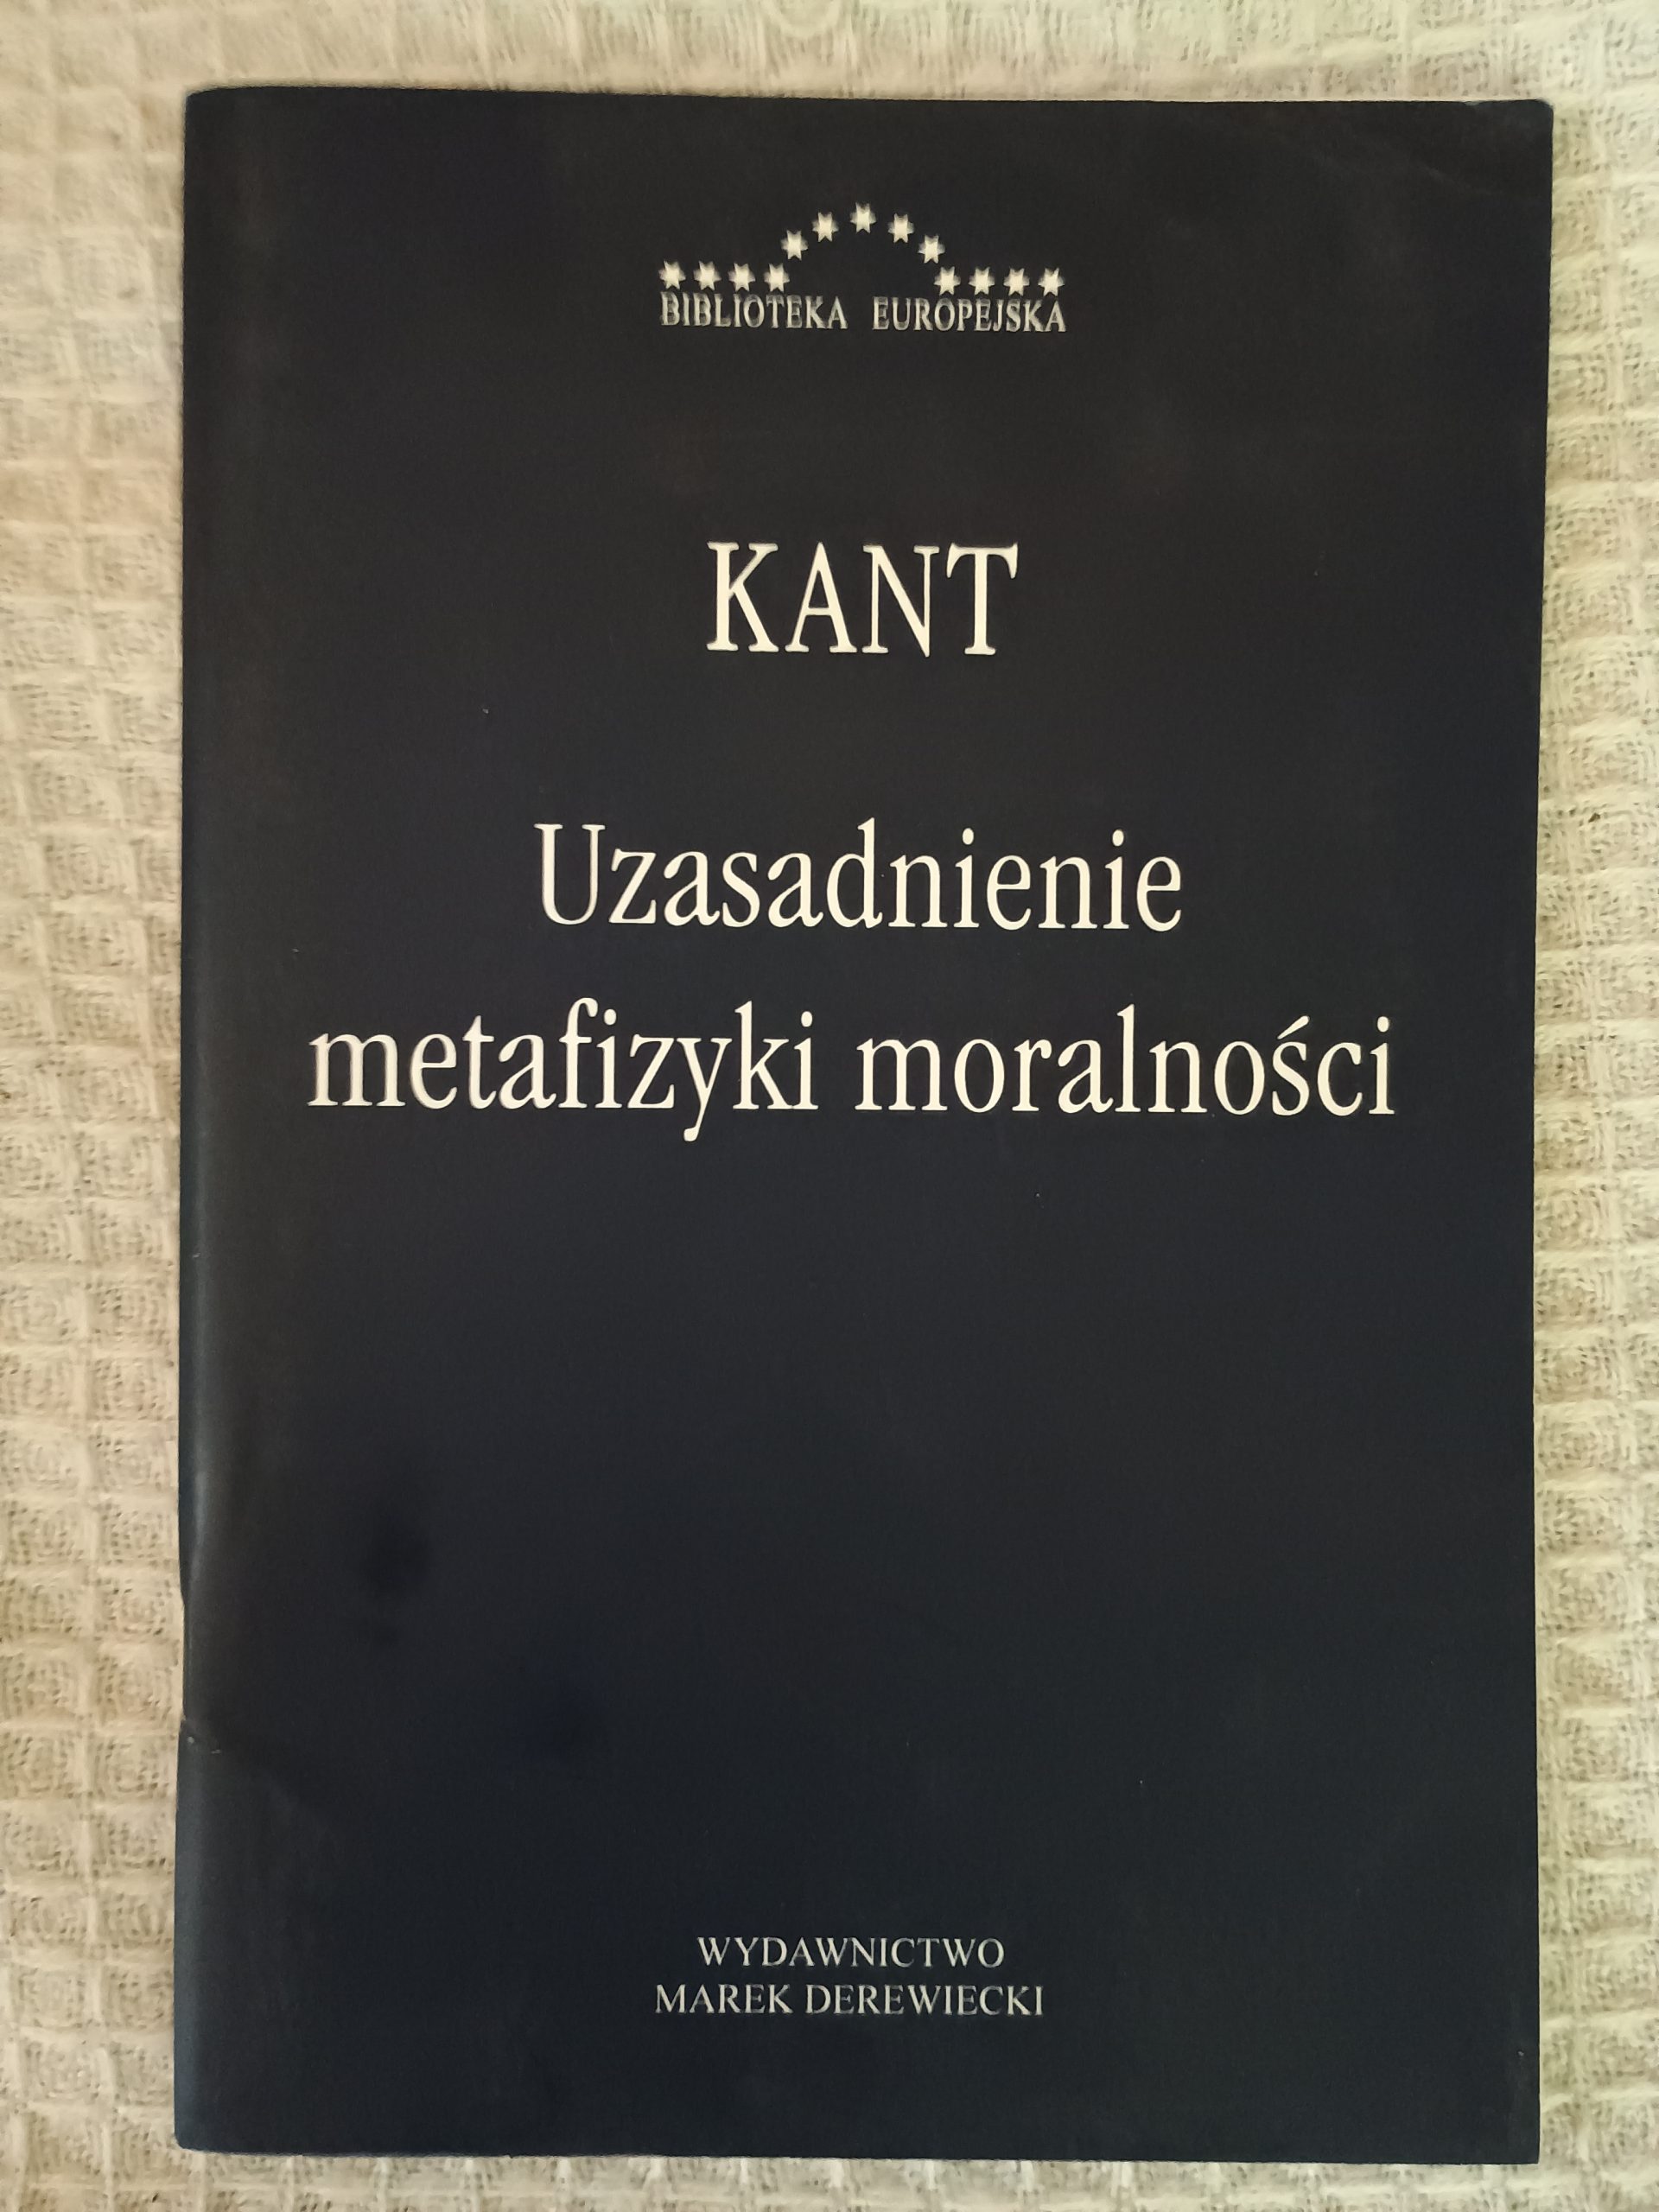 BIBLIOTEKA EUROPEJSKA
KANT
Uzasadnienie
metafizyki moralności
WYDAWNICTWO
MAREK DEREWIECKI